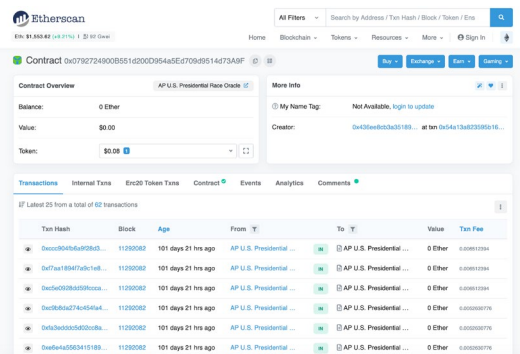 Etherscan
All Filters Search by Address / Txn Hash / Block / Token / Ens
Eth: $1,553.62 (+9.21%) | 92 Gwei
Home Blockchain Tokens Resources More Sign In
Contract 0x0792724900B551d200D954a5Ed709d9514d73A9F
Buy Exchange Earn Gaming
Contract Overview AP U.S. Presidential Race Oracle
More Info
Balance: 0 Ether
My Name Tag: Not Available, login to update
Value: $0.00
Creator: 0x436ee8cb3a35189... at txn 0x54a13a823595b16...
Token: $0.08 1
Transactions Internal Txns Erc20 Token Txns Contract Events Analytics Comments
Latest 25 from a total of 62 transactions
Txn Hash Block Age From To Value Txn Fee
11292082 101 days 21 hrs ago AP U.S. Presidential ... IN AP U.S. Presidential ... 0 Ether
11292082 101 days 21 hrs ago AP U.S. Presidential ... IN AP U.S. Presidential ... 0 Ether
11292082 101 days 21 hrs ago AP U.S. Presidential ... IN AP U.S. Presidential ... 0 Ether
11292082 101 days 21 hrs ago AP U.S. Presidential ... IN AP U.S. Presidential ... 0 Ether
11292082 101 days 21 hrs ago AP U.S. Presidential ... IN AP U.S. Presidential ... 0 Ether
11292082 101 days 21 hrs ago AP U.S. Presidential ... IN AP U.S. Presidential ... 0 Ether